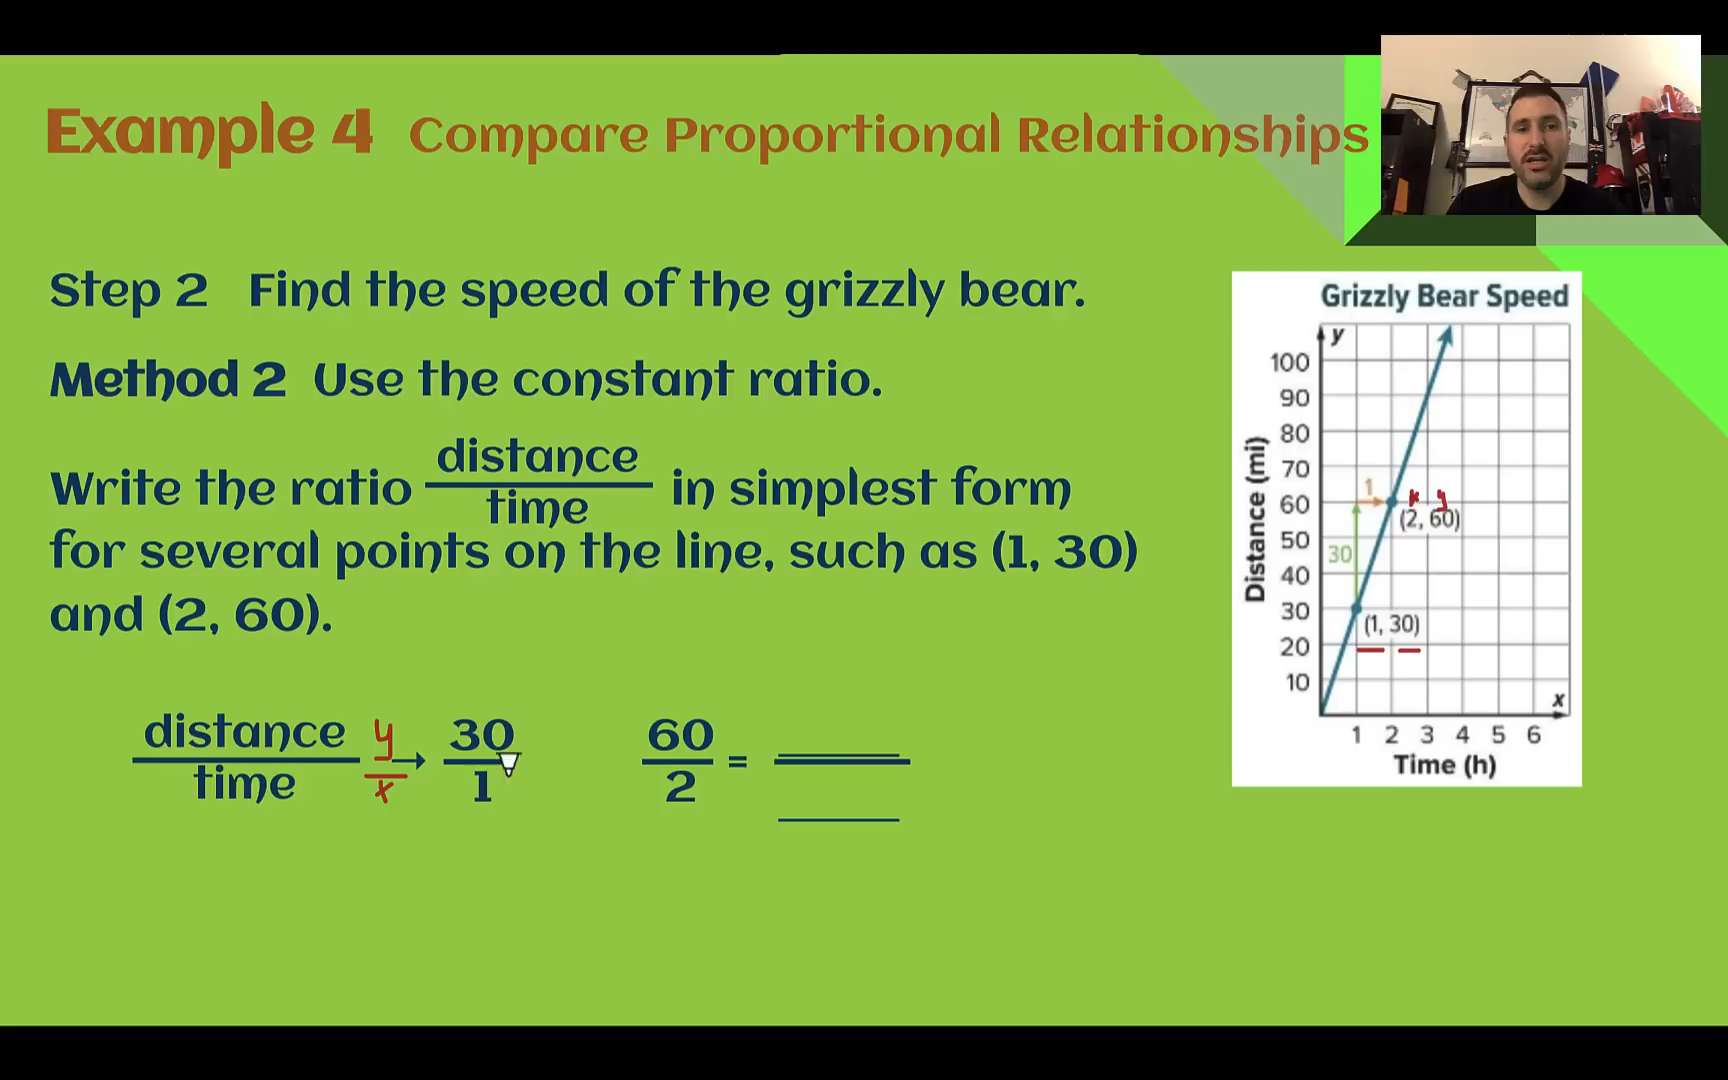 Example 4 Compare Proportional Relationships
Step 2 Find the speed of the grizzly bear.
Method 2 Use the constant ratio.
Write the ratio distance/time in simplest form
for several points on the line, such as (1, 30)
and (2, 60).
distance/time y/x → 30/1 60/2 =
Grizzly Bear Speed
y
100
90
80
70
60
50
40
30
20
10
Distance (mi)
1
x y
(2, 60)
30
(1, 30)
x
1 2 3 4 5 6
Time (h)